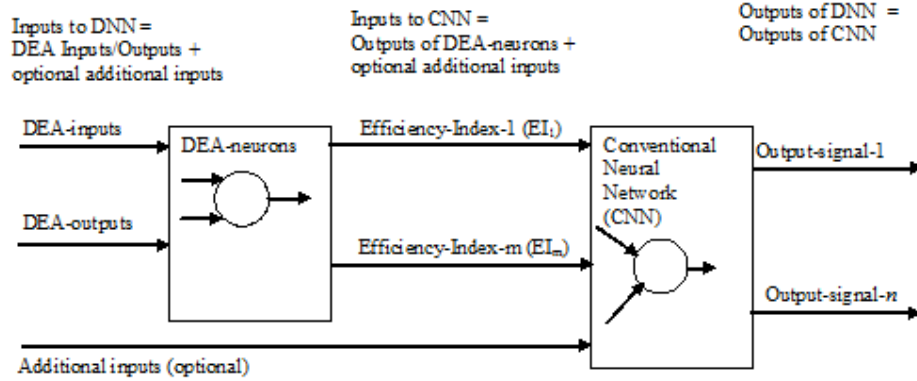 Inputs to DNN =
DEA Inputs/Outputs +
optional additional inputs
Inputs to CNN =
Outputs of DEA-neurons +
optional additional inputs
Outputs of DNN =
Outputs of CNN
DEA-inputs
DEA-outputs
DEA-neurons
Efficiency-Index-1 (EI₁)
Efficiency-Index-m (EIₘ)
Conventional
Neural
Network
(CNN)
Output-signal-1
Output-signal-n
Additional inputs (optional)